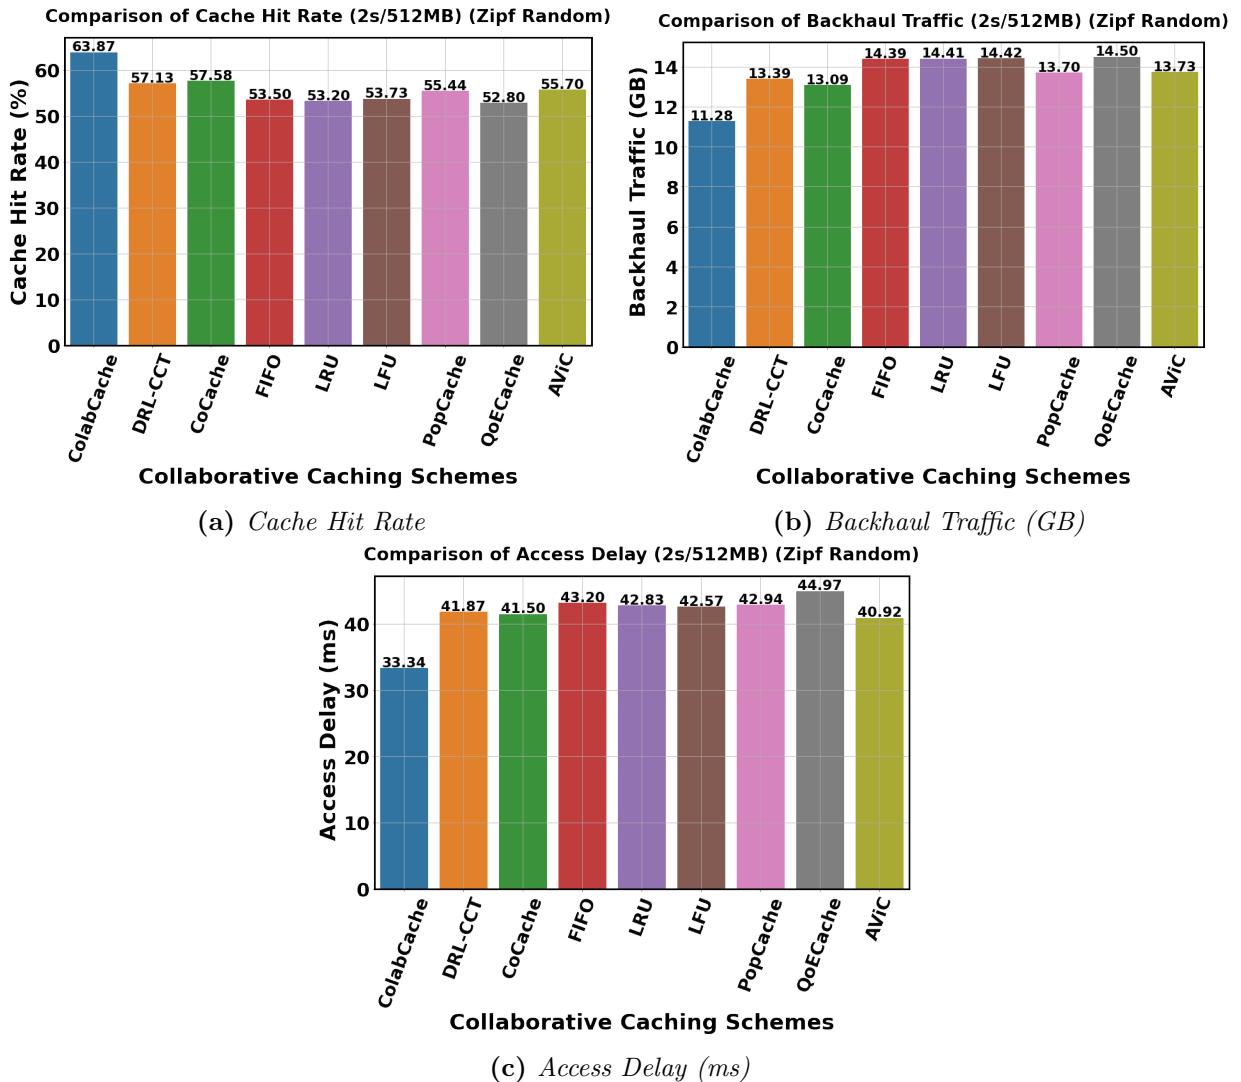 Comparison of Cache Hit Rate (2s/512MB) (Zipf Random)
Cache Hit Rate (%)
60
50
40
30
20
10
0
63.87
57.13
57.58
53.50
53.20
53.73
55.44
52.80
55.70
ColabCache
DRL-CCT
CoCache
FIFO
LRU
LFU
PopCache
QoECache
AViC
Collaborative Caching Schemes
(a) Cache Hit Rate
Comparison of Backhaul Traffic (2s/512MB) (Zipf Random)
Backhaul Traffic (GB)
14
12
10
8
6
4
2
0
11.28
13.39
13.09
14.39
14.41
14.42
13.70
14.50
13.73
ColabCache
DRL-CCT
CoCache
FIFO
LRU
LFU
PopCache
QoECache
AViC
Collaborative Caching Schemes
(b) Backhaul Traffic (GB)
Comparison of Access Delay (2s/512MB) (Zipf Random)
Access Delay (ms)
40
30
20
10
0
33.34
41.87
41.50
43.20
42.83
42.57
42.94
44.97
40.92
ColabCache
DRL-CCT
CoCache
FIFO
LRU
LFU
PopCache
QoECache
AViC
Collaborative Caching Schemes
(c) Access Delay (ms)